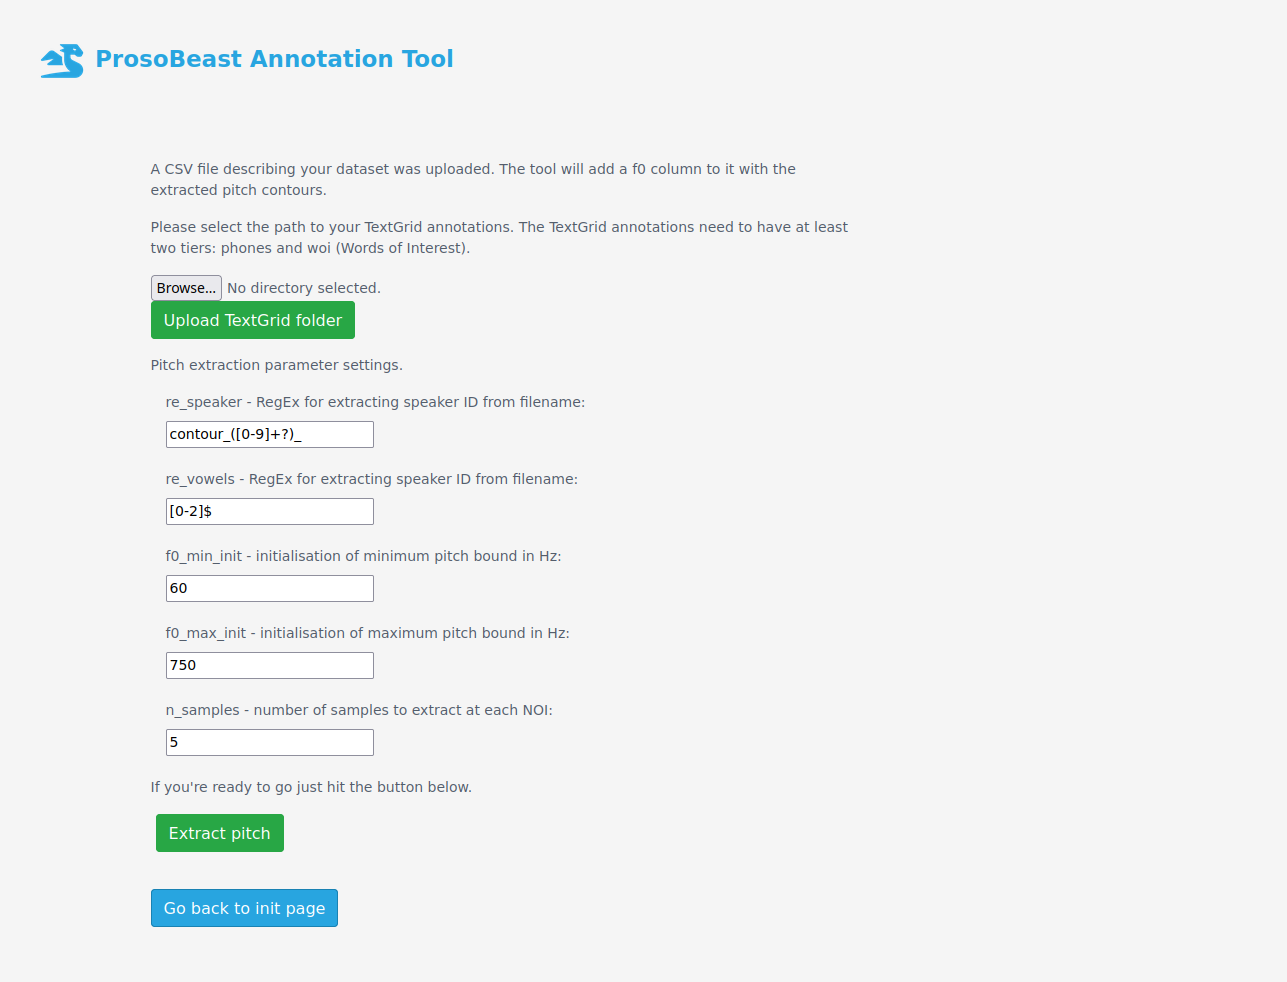 ProsoBeast Annotation Tool
A CSV file describing your dataset was uploaded. The tool will add a f0 column to it with the
extracted pitch contours.
Please select the path to your TextGrid annotations. The TextGrid annotations need to have at least
two tiers: phones and woi (Words of Interest).
Browse... No directory selected.
Upload TextGrid folder
Pitch extraction parameter settings.
re_speaker - RegEx for extracting speaker ID from filename:
contour_([0-9]+?)_
re_vowels - RegEx for extracting speaker ID from filename:
[0-2]$
f0_min_init - initialisation of minimum pitch bound in Hz:
60
f0_max_init - initialisation of maximum pitch bound in Hz:
750
n_samples - number of samples to extract at each NOI:
5
If you're ready to go just hit the button below.
Extract pitch
Go back to init page